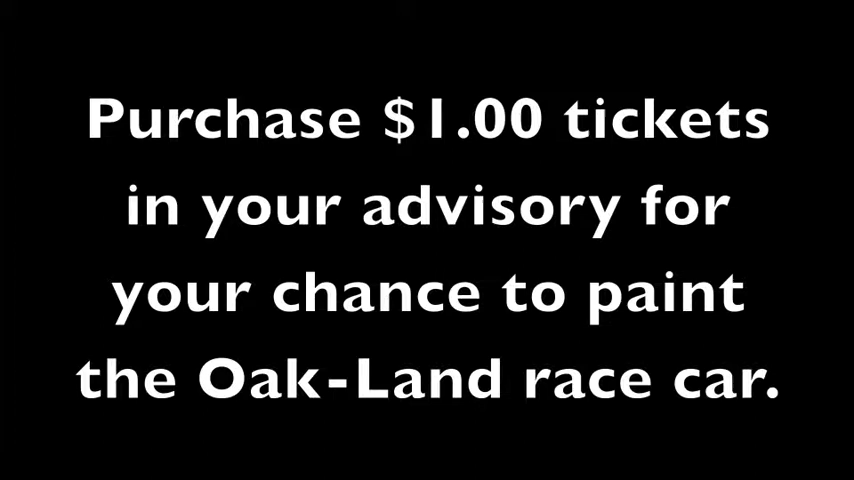 Purchase $1.00 tickets
in your advisory for
your chance to paint
the Oak-Land race car.